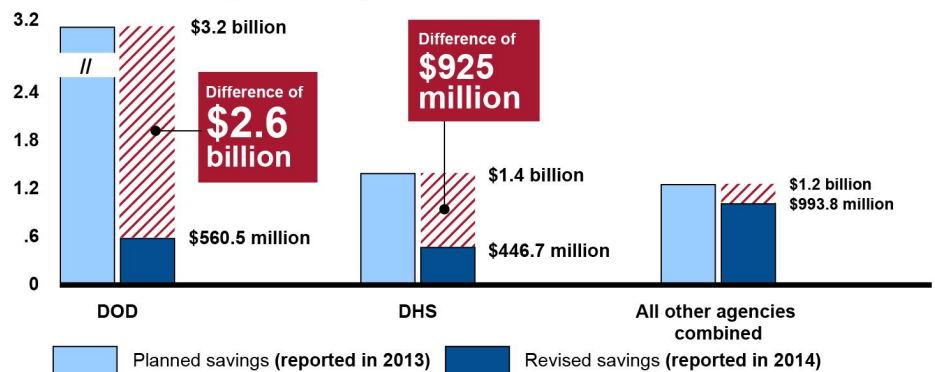 3.2
2.4
1.8
1.2
.6
0
$3.2 billion
//
Difference of
$2.6
billion
$560.5 million
Difference of
$925
million
$1.4 billion
$446.7 million
$1.2 billion
$993.8 million
DOD
DHS
All other agencies
combined
Planned savings (reported in 2013)
Revised savings (reported in 2014)